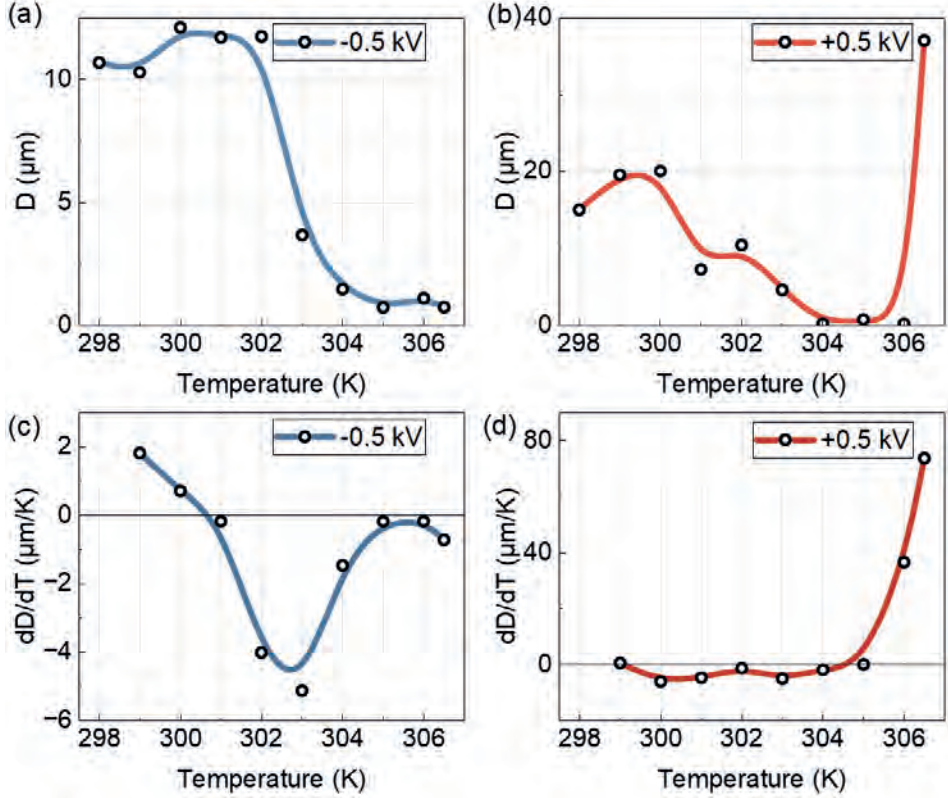 (a)
-0.5 kV
10
5
0
D (μm)
298 300 302 304 306
Temperature (K)
(b)
+0.5 kV
40
20
0
D (μm)
298 300 302 304 306
Temperature (K)
(c)
-0.5 kV
2
0
−2
−4
−6
dD/dT (μm/K)
298 300 302 304 306
Temperature (K)
(d)
+0.5 kV
80
40
0
dD/dT (μm/K)
298 300 302 304 306
Temperature (K)